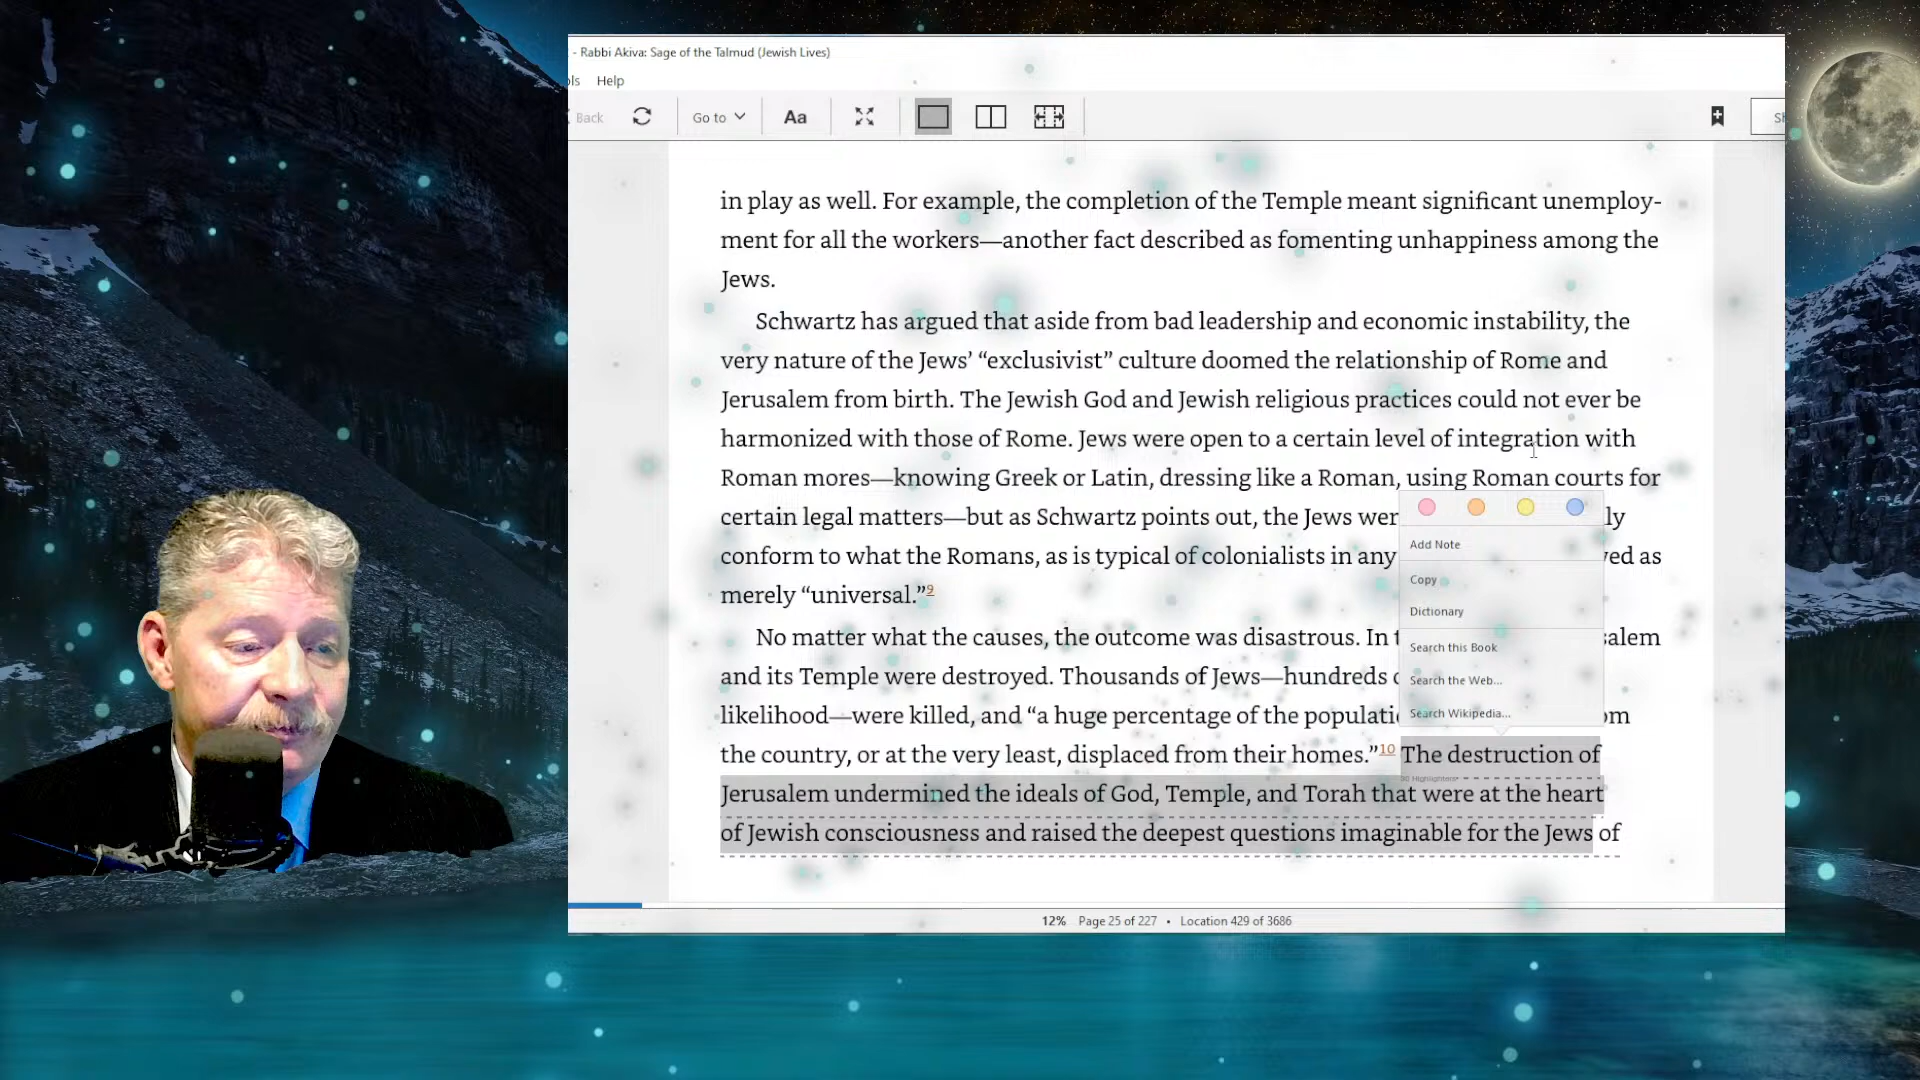 - Rabbi Akiva: Sage of the Talmud (Jewish Lives)
ols Help
Back Go to Aa
in play as well. For example, the completion of the Temple meant significant unemploy-
ment for all the workers—another fact described as fomenting unhappiness among the
Jews.
Schwartz has argued that aside from bad leadership and economic instability, the
very nature of the Jews’ “exclusivist” culture doomed the relationship of Rome and
Jerusalem from birth. The Jewish God and Jewish religious practices could not ever be
harmonized with those of Rome. Jews were open to a certain level of integration with
Roman mores—knowing Greek or Latin, dressing like a Roman, using Roman courts for
certain legal matters—but as Schwartz points out, the Jews wer ly
conform to what the Romans, as is typical of colonialists in any ved as
merely “universal.”9
No matter what the causes, the outcome was disastrous. In t salem
and its Temple were destroyed. Thousands of Jews—hundreds
likelihood—were killed, and “a huge percentage of the populati om
the country, or at the very least, displaced from their homes.”10 The destruction of
Jerusalem undermined the ideals of God, Temple, and Torah that were at the heart
of Jewish consciousness and raised the deepest questions imaginable for the Jews of
Add Note
Copy
Dictionary
Search this Book
Search the Web...
Search Wikipedia...
12% Page 25 of 227 • Location 429 of 3686